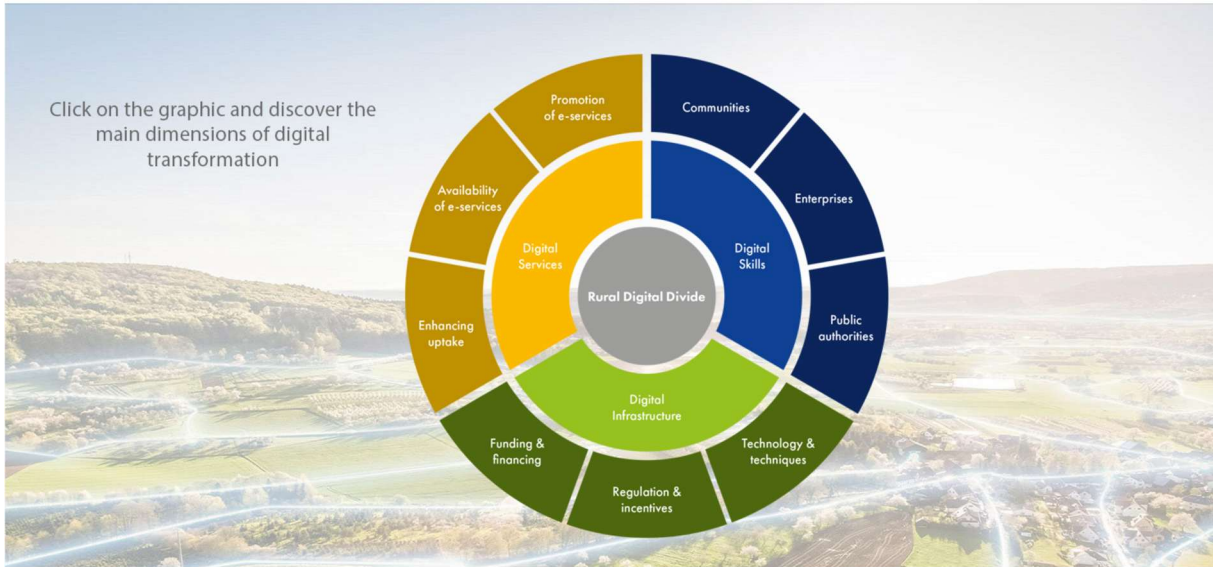 Click on the graphic and discover the
main dimensions of digital
transformation
Promotion
of e-services
Communities
Availability
of e-services
Enterprises
Digital
Services
Digital
Skills
Rural Digital Divide
Enhancing
uptake
Public
authorities
Digital
Infrastructure
Funding &
financing
Technology &
techniques
Regulation &
incentives